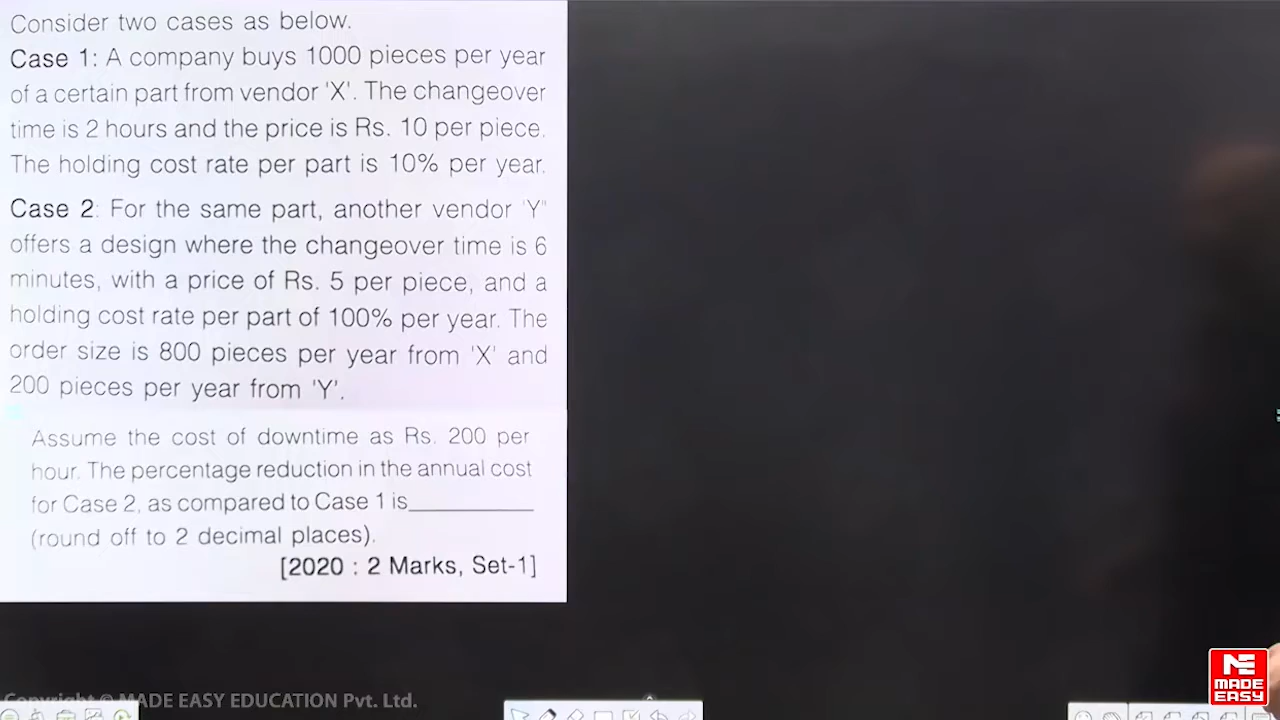 Consider two cases as below.
Case 1: A company buys 1000 pieces per year
of a certain part from vendor 'X'. The changeover
time is 2 hours and the price is Rs. 10 per piece.
The holding cost rate per part is 10% per year.
Case 2: For the same part, another vendor 'Y"
offers a design where the changeover time is 6
minutes, with a price of Rs. 5 per piece, and a
holding cost rate per part of 100% per year. The
order size is 800 pieces per year from 'X' and
200 pieces per year from 'Y'.
Assume the cost of downtime as Rs. 200 per
hour. The percentage reduction in the annual cost
for Case 2, as compared to Case 1 is__________
(round off to 2 decimal places).
[2020 : 2 Marks, Set-1]
MADE
EASY
Copyright © MADE EASY EDUCATION Pvt. Ltd.